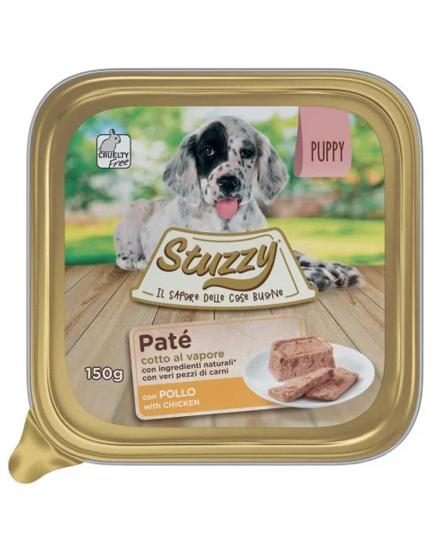 CRUELTY
Free
PUPPY
Stuzzy
IL SAPORE DELLE COSE BUONE
Paté
cotto al vapore
con ingredienti naturali*
con veri pezzi di carni
150g
con POLLO
with CHICKEN